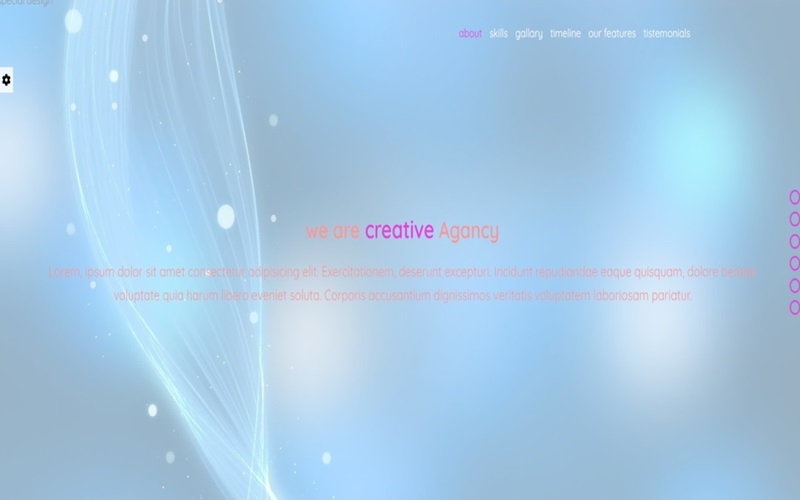 special design
about skills gallary timeline our features tistemonials
we are creative Agancy
Lorem, ipsum dolor sit amet consectetur adipisicing elit. Exercitationem, deserunt excepturi. Incidunt repudiandae eaque quisquam, dolore beatae
voluptate quia harum libero eveniet soluta. Corporis accusantium dignissimos veritatis voluptatem laboriosam pariatur.